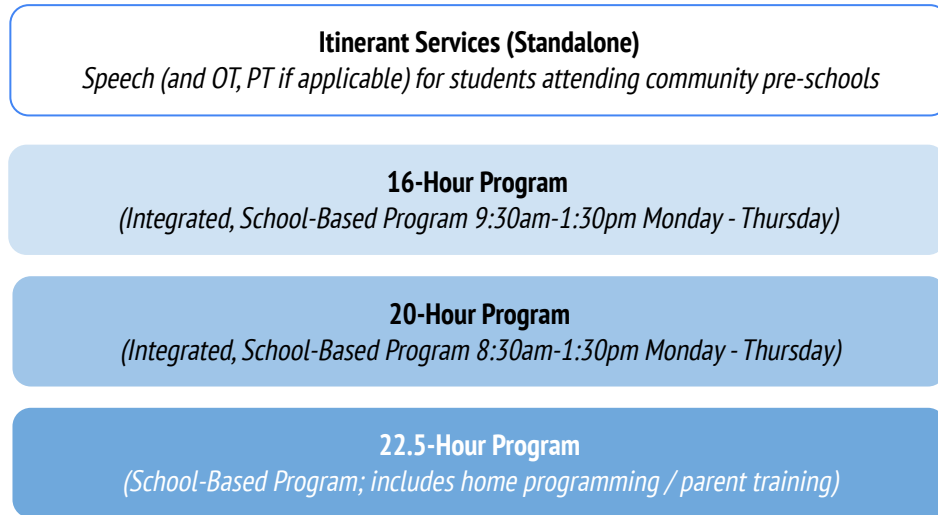 Itinerant Services (Standalone)
Speech (and OT, PT if applicable) for students attending community pre-schools
16-Hour Program
(Integrated, School-Based Program 9:30am-1:30pm Monday - Thursday)
20-Hour Program
(Integrated, School-Based Program 8:30am-1:30pm Monday - Thursday)
22.5-Hour Program
(School-Based Program; includes home programming / parent training)